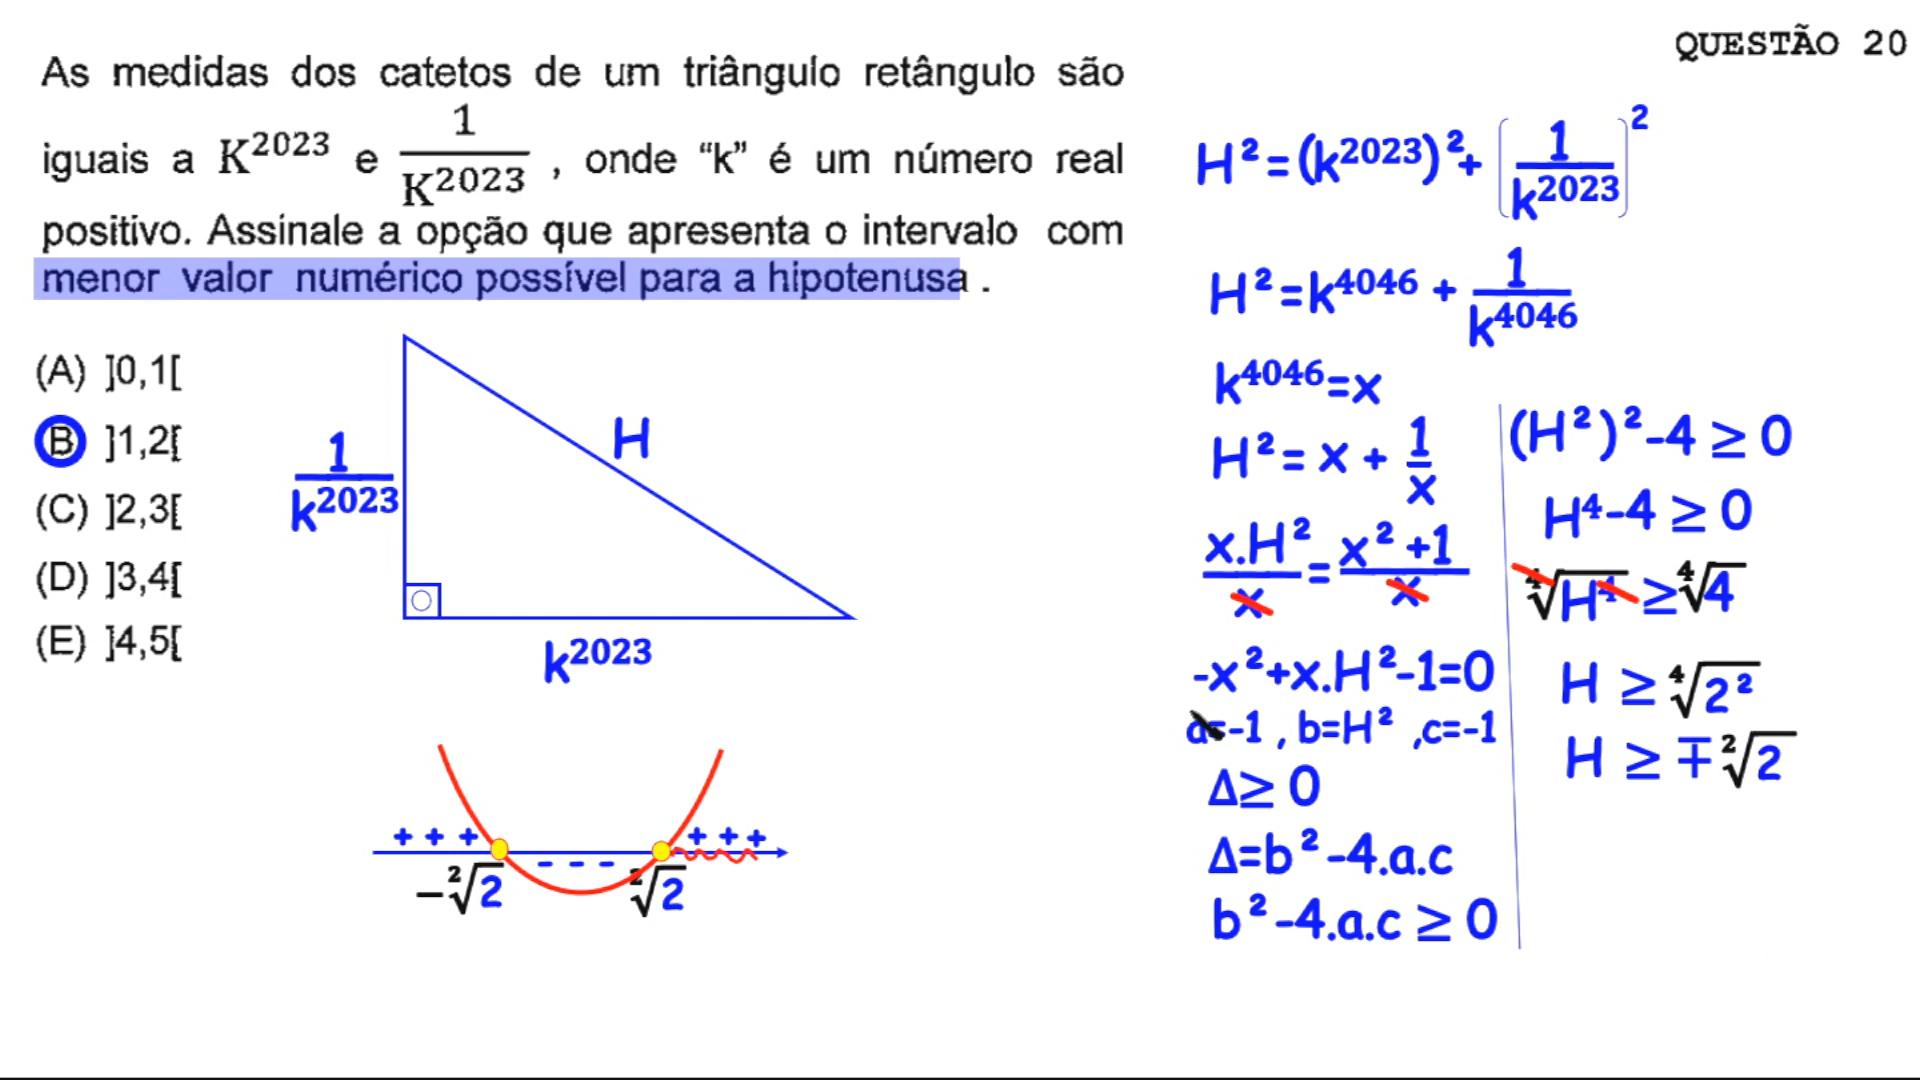 QUESTÃO 20
As medidas dos catetos de um triângulo retângulo são
iguais a K^2023 e 1/K^2023 , onde “k” é um número real
positivo. Assinale a opção que apresenta o intervalo com
menor valor numérico possível para a hipotenusa .
(A) ]0,1[
(B) ]1,2[
(C) ]2,3[
(D) ]3,4[
(E) ]4,5[
1/k^2023
H
k^2023
+ + +
- - -
+ + +
-²√2
²√2
H²=(k^2023)²+(1/k^2023)²
H²=k^4046 + 1/k^4046
k^4046=x
H²= x + 1/x
x.H²/x = x²+1/x
-x²+x.H²-1=0
a=-1 , b=H² ,c=-1
Δ≥ 0
Δ=b²-4.a.c
b²-4.a.c ≥ 0
(H²)²-4 ≥ 0
H⁴-4 ≥ 0
⁴√H⁴ ≥ ⁴√4
H ≥ ⁴√2²
H ≥ ∓ ²√2